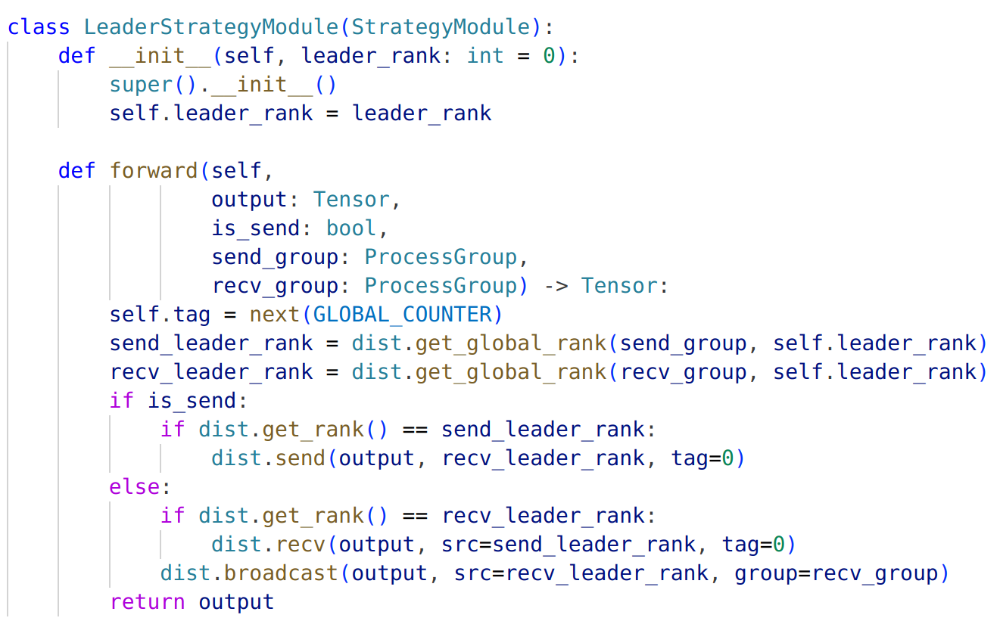 class LeaderStrategyModule(StrategyModule):
    def __init__(self, leader_rank: int = 0):
        super().__init__()
        self.leader_rank = leader_rank

    def forward(self,
                output: Tensor,
                is_send: bool,
                send_group: ProcessGroup,
                recv_group: ProcessGroup) -> Tensor:
        self.tag = next(GLOBAL_COUNTER)
        send_leader_rank = dist.get_global_rank(send_group, self.leader_rank)
        recv_leader_rank = dist.get_global_rank(recv_group, self.leader_rank)
        if is_send:
            if dist.get_rank() == send_leader_rank:
                dist.send(output, recv_leader_rank, tag=0)
        else:
            if dist.get_rank() == recv_leader_rank:
                dist.recv(output, src=send_leader_rank, tag=0)
            dist.broadcast(output, src=recv_leader_rank, group=recv_group)
        return output